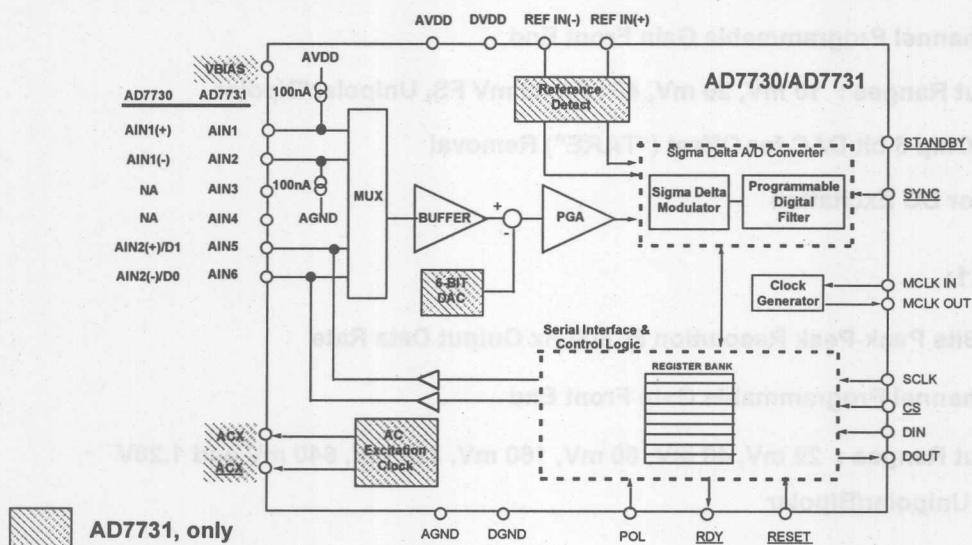 AVDD DVDD REF IN(-) REF IN(+)
AD7730/AD7731
VBIAS
AVDD
100nA
Reference
Detect
AD7730 AD7731
AIN1(+) AIN1
AIN1(-) AIN2
NA AIN3
NA AIN4
AIN2(+)/D1 AIN5
AIN2(-)/D0 AIN6
100nA
AGND
MUX
BUFFER
+
-
PGA
6-BIT
DAC
Sigma Delta A/D Converter
Sigma Delta
Modulator
Programmable
Digital
Filter
STANDBY
SYNC
Clock
Generator
MCLK IN
MCLK OUT
Serial Interface &
Control Logic
REGISTER BANK
SCLK
CS
DIN
DOUT
ACX
ACX
AC
Excitation
Clock
AGND DGND POL RDY RESET
AD7731, only